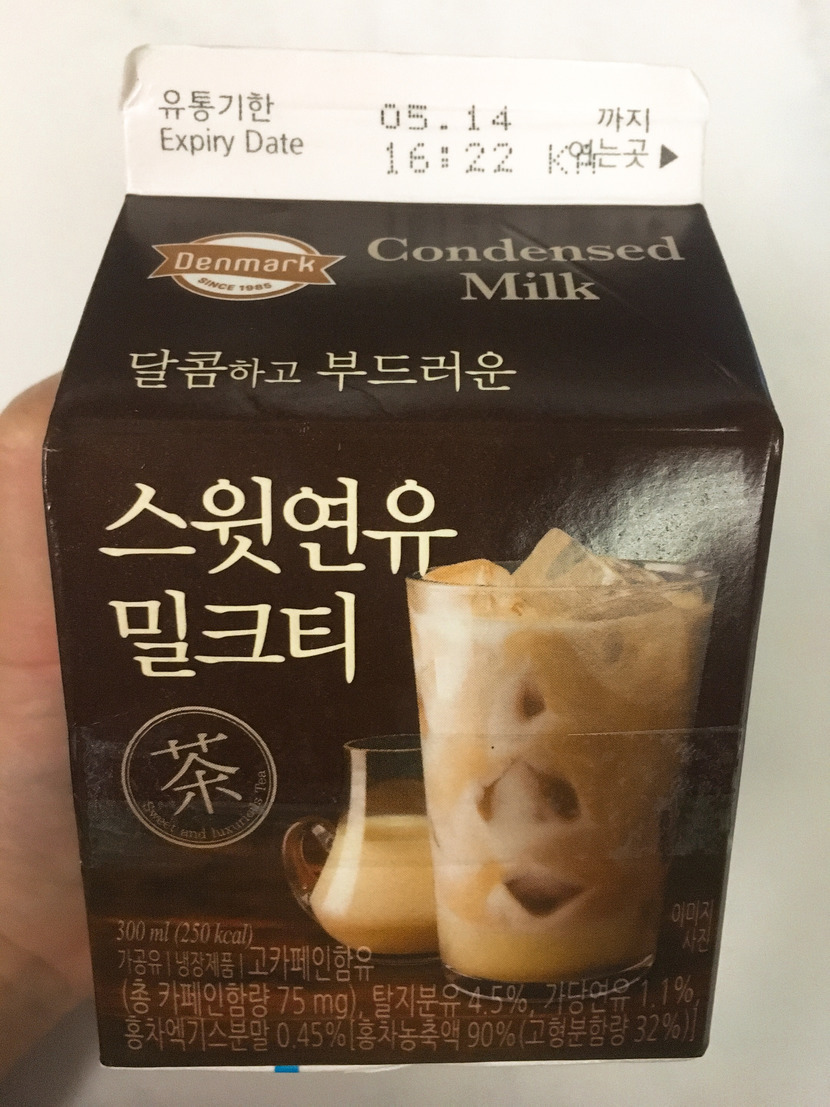 유통기한 05.14 까지
Expiry Date 16:22 여는곳 ▶
Denmark
SINCE 1985
Condensed
Milk
달콤하고 부드러운
스윗연유
밀크티
茶
Sweet and luxurious Tea
300 ml (250 kcal)
가공유 | 냉장제품 | 고카페인함유
이미지
사진
(총 카페인함량 75 mg), 탈지분유 4.5%, 가당연유 1.1%,
홍차엑기스분말 0.45%[홍차농축액 90%(고형분함량 32%)]